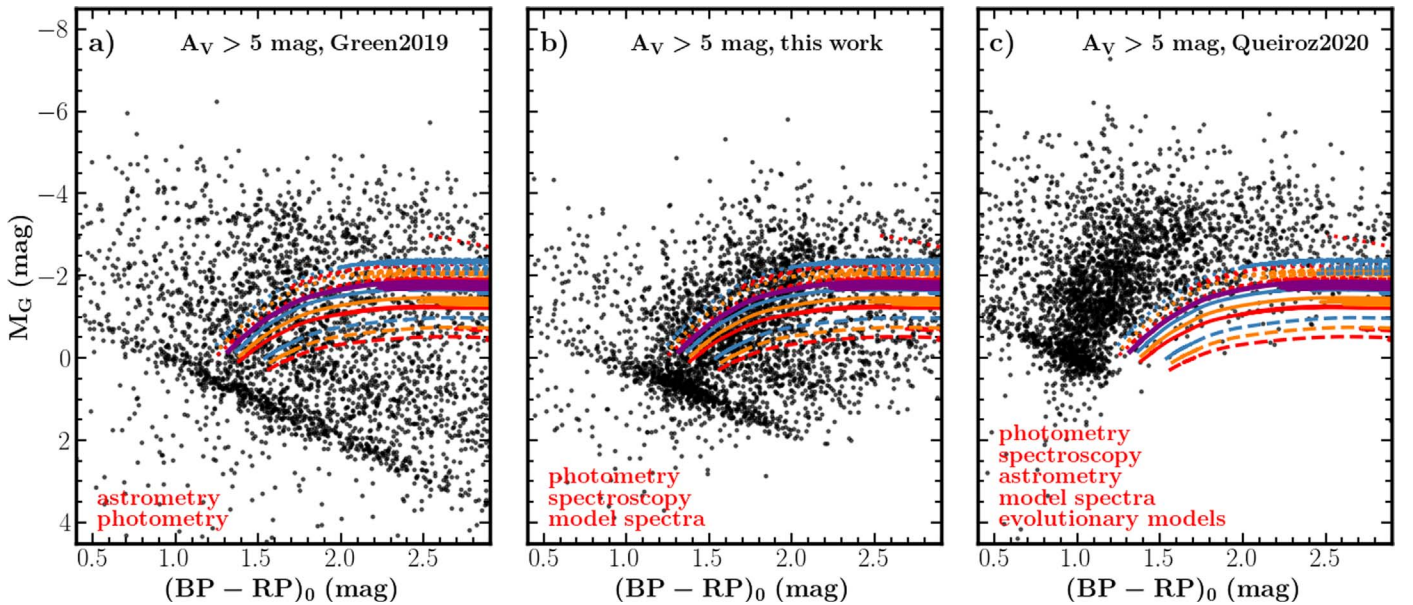 a) A_V > 5 mag, Green2019
b) A_V > 5 mag, this work
c) A_V > 5 mag, Queiroz2020
−8
−6
−4
−2
0
2
4
M_G (mag)
astrometry
photometry
photometry
spectroscopy
model spectra
photometry
spectroscopy
astrometry
model spectra
evolutionary models
0.5 1.0 1.5 2.0 2.5
0.5 1.0 1.5 2.0 2.5
0.5 1.0 1.5 2.0 2.5
(BP − RP)_0 (mag)
(BP − RP)_0 (mag)
(BP − RP)_0 (mag)